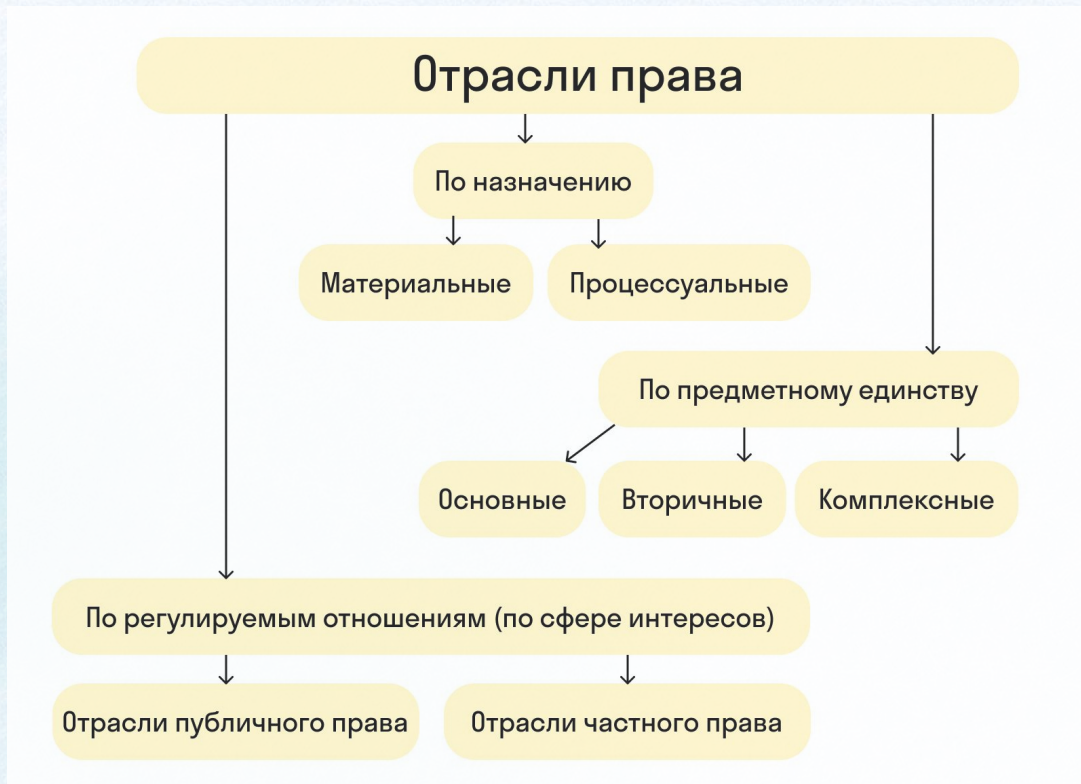 Отрасли права
По назначению
Материальные
Процессуальные
По предметному единству
Основные
Вторичные
Комплексные
По регулируемым отношениям (по сфере интересов)
Отрасли публичного права
Отрасли частного права